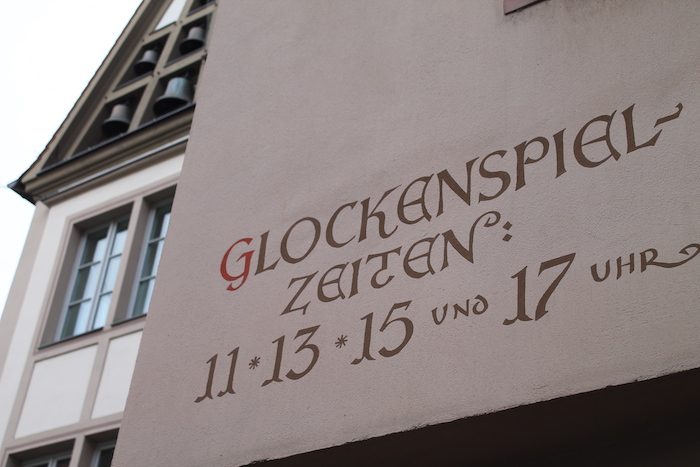 GLOCKENSPIEL-
ZEITEN:
11 * 13 * 15 UND 17 UHR